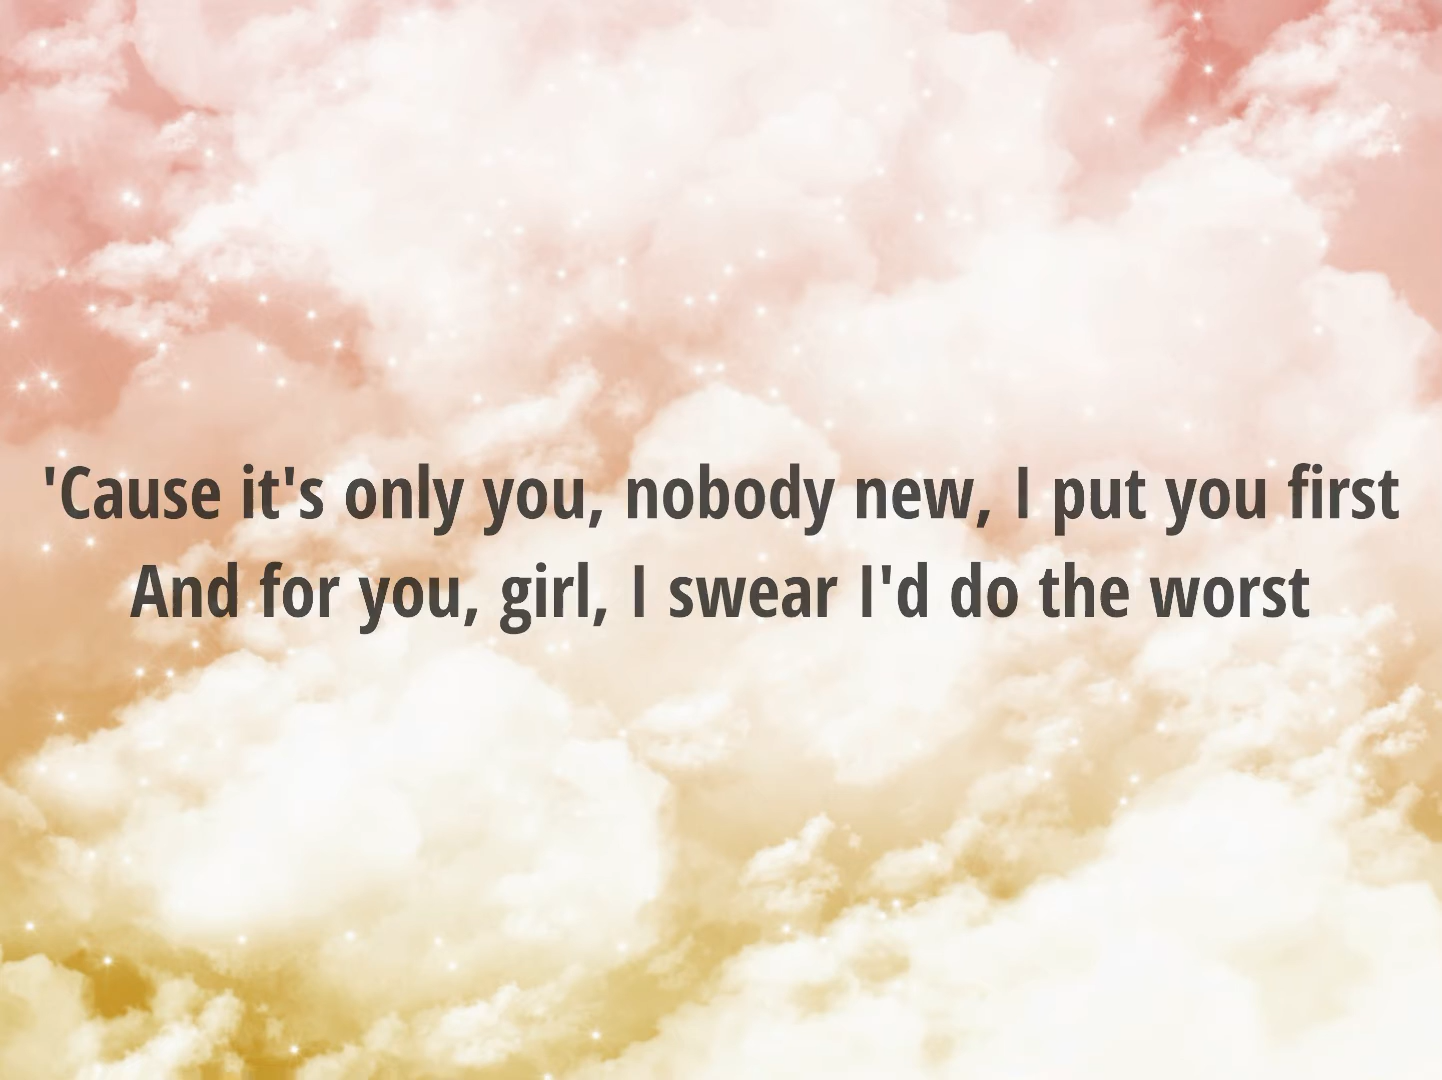 'Cause it's only you, nobody new, I put you first
And for you, girl, I swear I'd do the worst